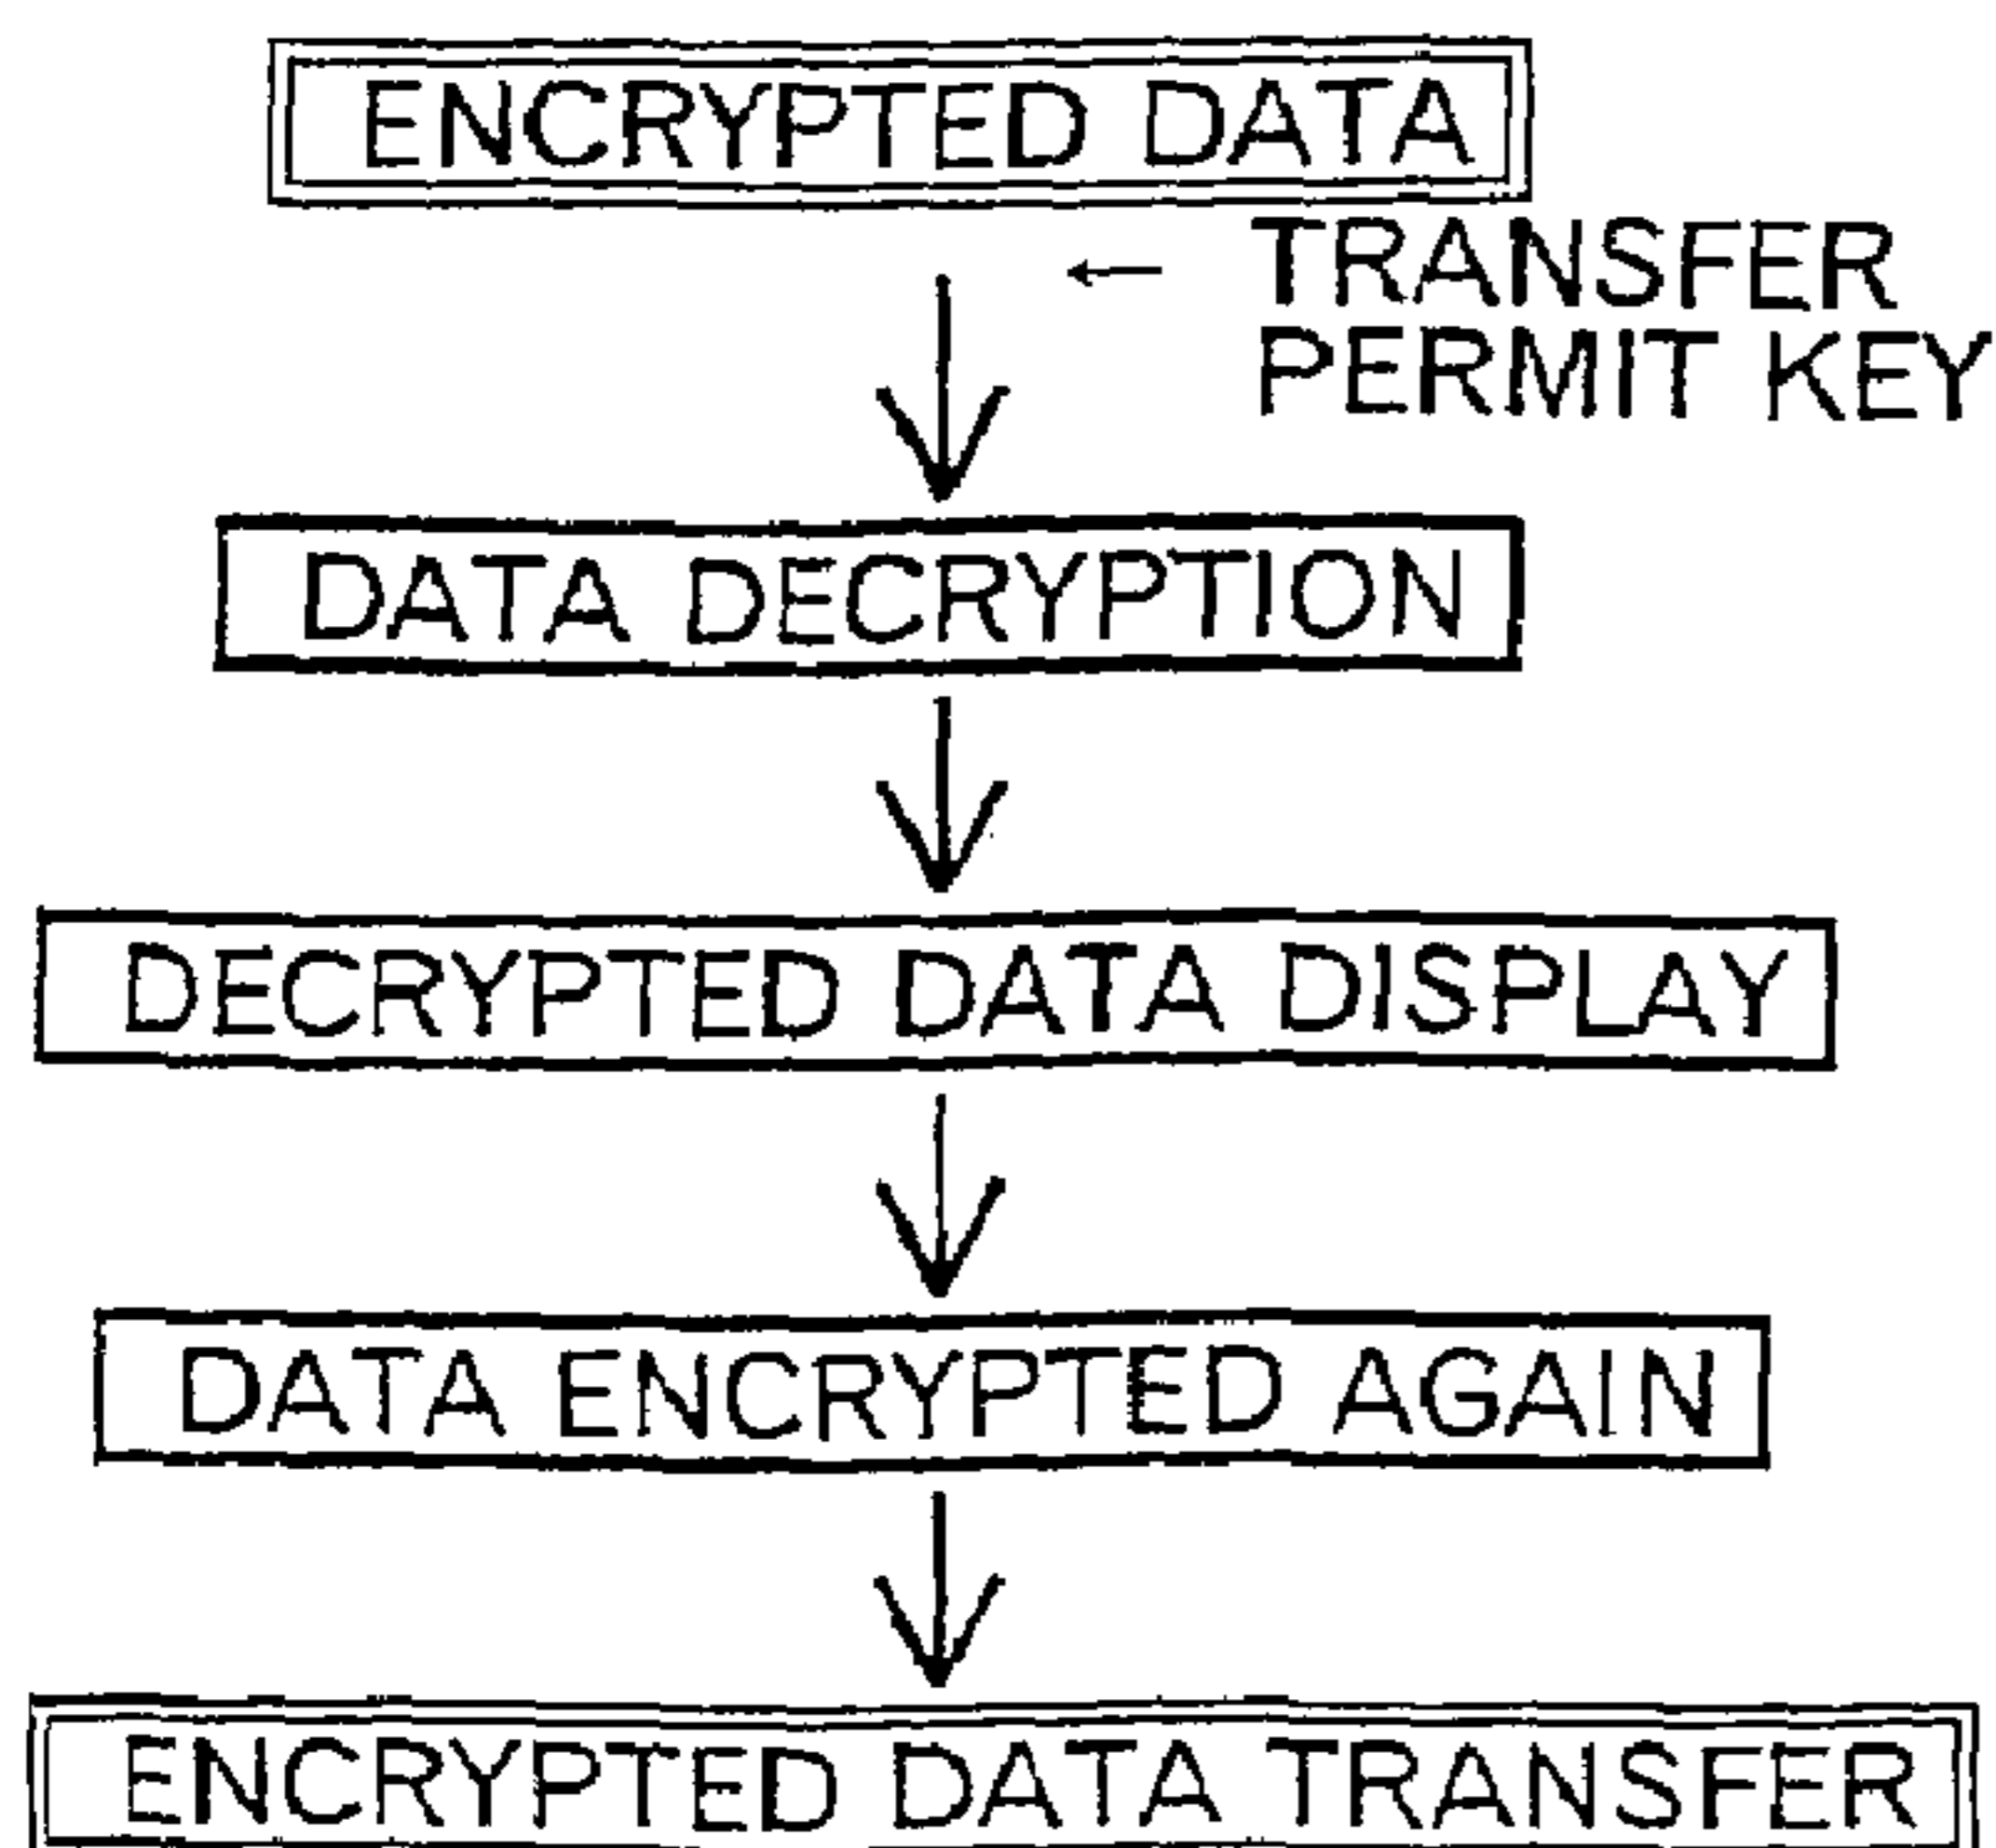 ENCRYPTED DATA
TRANSFER
PERMIT KEY
DATA DECRYPTION
DECRYPTED DATA DISPLAY
DATA ENCRYPTED AGAIN
ENCRYPTED DATA TRANSFER